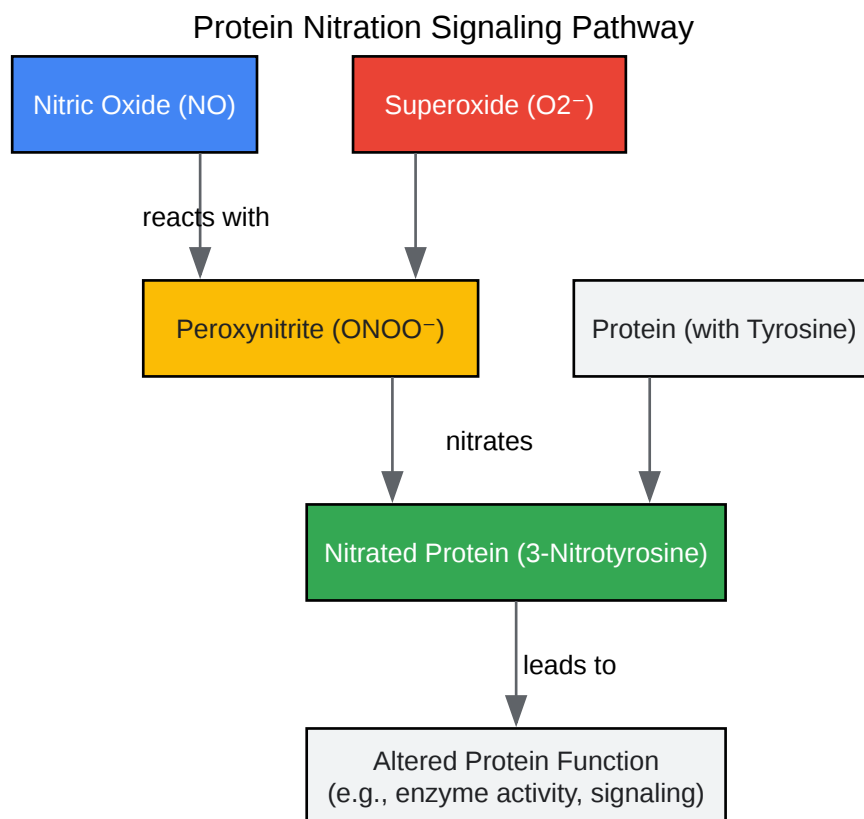 Protein Nitration Signaling Pathway
Nitric Oxide (NO)
Superoxide (O2⁻)
reacts with
Peroxynitrite (ONOO⁻)
Protein (with Tyrosine)
nitrates
Nitrated Protein (3-Nitrotyrosine)
leads to
Altered Protein Function
(e.g., enzyme activity, signaling)